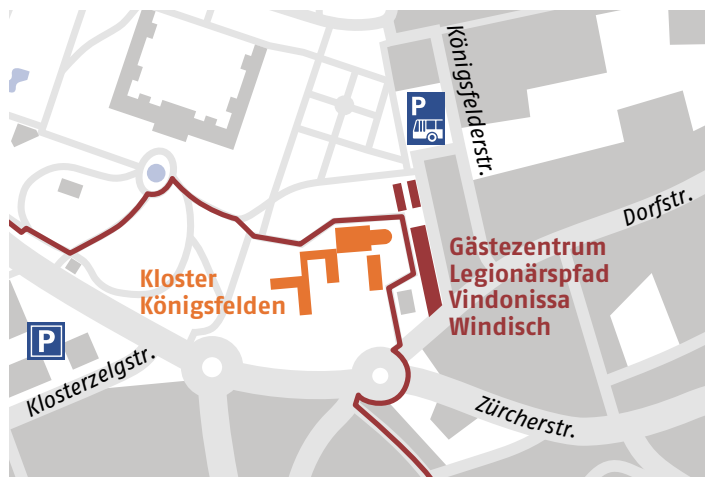 Königsfelderstr.
P
Dorfstr.
Gästezentrum
Legionärspfad
Vindonissa
Windisch
Kloster
Königsfelden
P
Klosterzelgstr.
Zürcherstr.